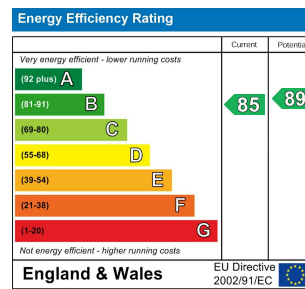 Energy Efficiency Rating
Current Potentia
Very energy efficient - lower running costs
(92 plus) A
(81-91) B
(69-80) C
(55-68) D
(39-54) E
(21-38) F
(1-20) G
85
89
Not energy efficient - higher running costs
England & Wales
EU Directive
2002/91/EC